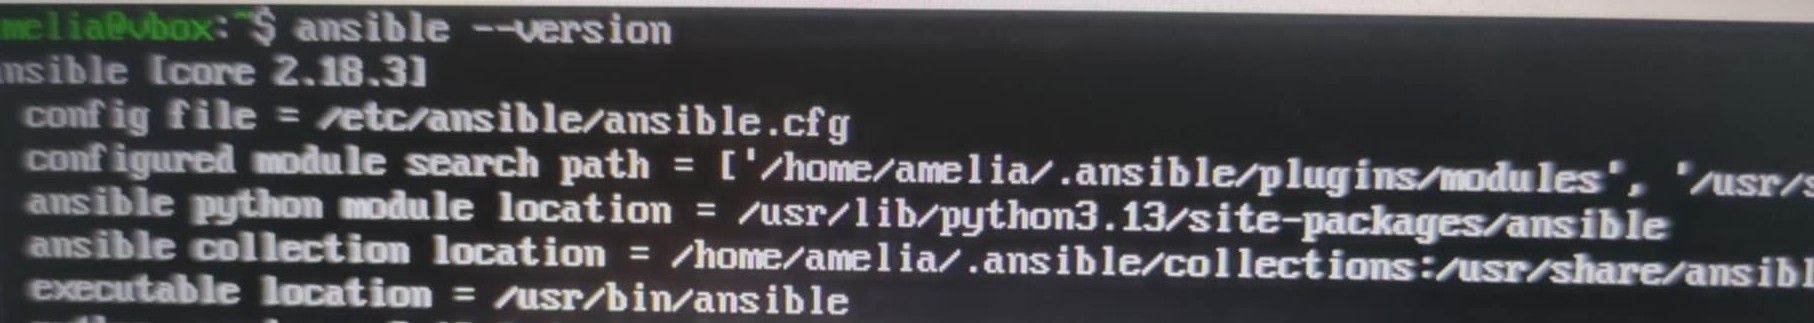 melia@vbox:~$ ansible --version
nsible [core 2.18.3]
config file = /etc/ansible/ansible.cfg
configured module search path = ['/home/amelia/.ansible/plugins/modules', '/usr/s
ansible python module location = /usr/lib/python3.13/site-packages/ansible
ansible collection location = /home/amelia/.ansible/collections:/usr/share/ansibl
executable location = /usr/bin/ansible